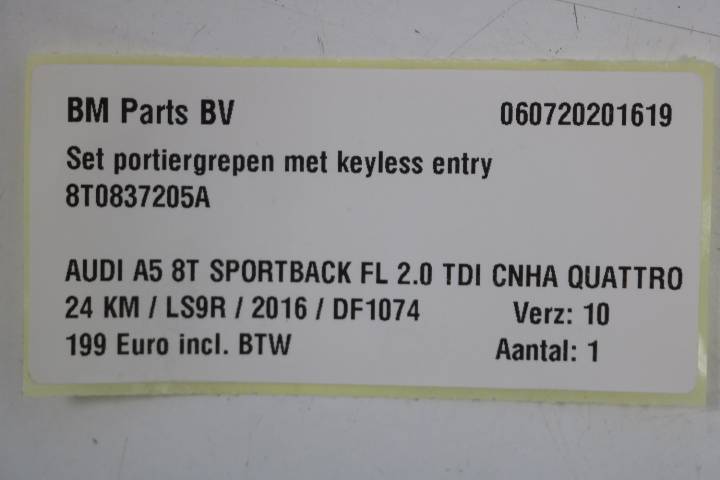 BM Parts BV 060720201619
Set portiergrepen met keyless entry
8T0837205A
AUDI A5 8T SPORTBACK FL 2.0 TDI CNHA QUATTRO
24 KM / LS9R / 2016 / DF1074 Verz: 10
199 Euro incl. BTW Aantal: 1